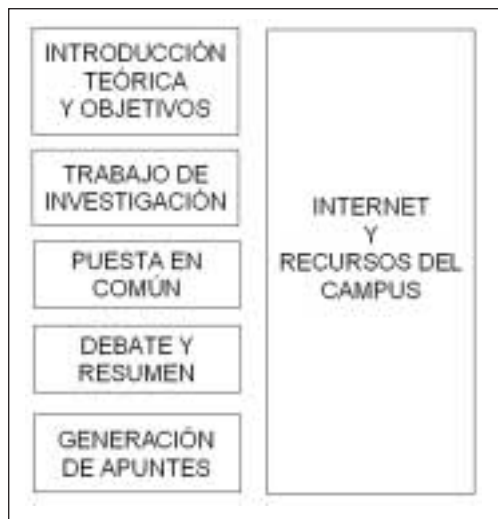 INTRODUCCIÓN
TEÓRICA
Y OBJETIVOS
TRABAJO DE
INVESTIGACIÓN
PUESTA EN
COMÚN
DEBATE Y
RESUMEN
GENERACIÓN
DE APUNTES
INTERNET
Y
RECURSOS DEL
CAMPUS